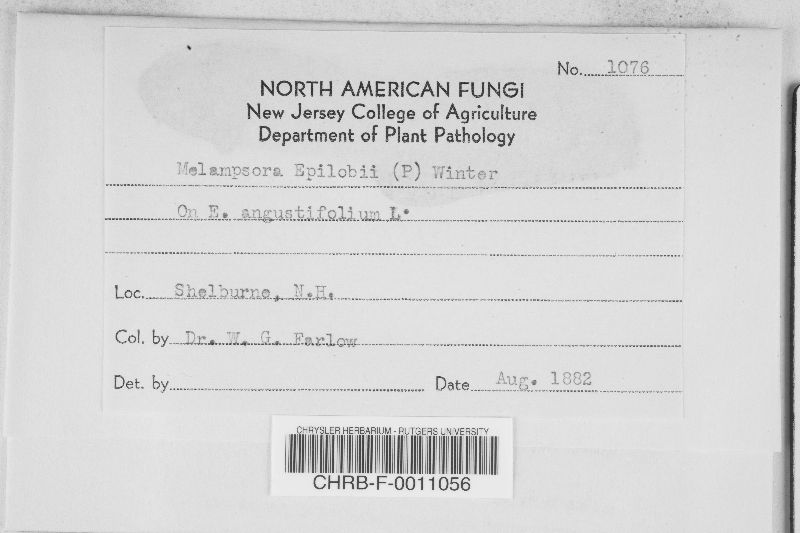 No. 1076
NORTH AMERICAN FUNGI
New Jersey College of Agriculture
Department of Plant Pathology
Melampsora Epilobii (P) Winter
On E. angustifolium L.
Loc. Shelburne, N.H.
Col. by Dr. W. G. Farlow
Det. by
Date Aug. 1882
CHRYSLER HERBARIUM - RUTGERS UNIVERSITY
CHRB-F-0011056